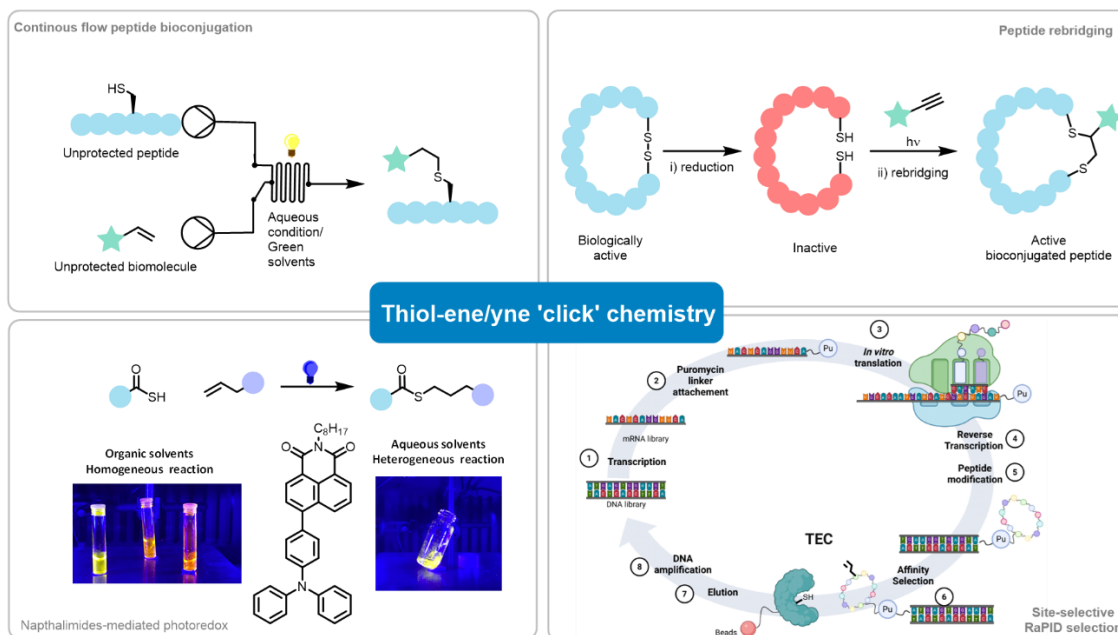 Continous flow peptide bioconjugation
HS
Unprotected peptide
Unprotected biomolecule
Aqueous
condition/
Green
solvents
S
Peptide rebridging
S
S
Biologically
active
i) reduction
SH
SH
Inactive
hν
ii) rebridging
S
S
Active
bioconjugated peptide
Thiol-ene/yne 'click' chemistry
O
SH
O
S
Organic solvents
Homogeneous reaction
C8H17
O
N
O
N
Aqueous solvents
Heterogeneous reaction
Napthalimides-mediated photoredox
1
Transcription
DNA library
2
Puromycin
linker
attachement
mRNA library
Pu
3
In vitro
translation
Pu
Reverse
Transcription
4
Peptide
modification
5
Pu
Affinity
Selection
6
Pu
TEC
SH
Beads
7
Elution
8
DNA
amplification
Site-selective
RaPID selection